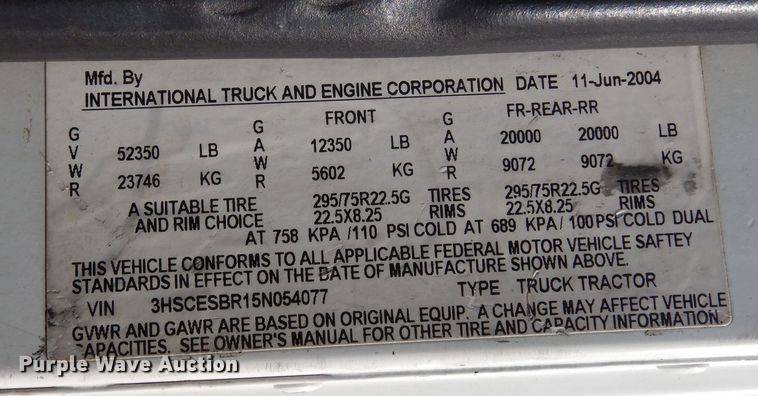 Mfd. By
INTERNATIONAL TRUCK AND ENGINE CORPORATION DATE 11-Jun-2004
FRONT FR-REAR-RR
GVWR 52350 LB GAWR 12350 LB GAWR 20000 20000 LB
23746 KG 5602 KG 9072 9072 KG
A SUITABLE TIRE 295/75R22.5G TIRES 295/75R22.5G TIRES
AND RIM CHOICE 22.5X8.25 RIMS 22.5X8.25 RIMS
AT 758 KPA /110 PSI COLD AT 689 KPA/ 100 PSI COLD DUAL
THIS VEHICLE CONFORMS TO ALL APPLICABLE FEDERAL MOTOR VEHICLE SAFTEY
STANDARDS IN EFFECT ON THE DATE OF MANUFACTURE SHOWN ABOVE.
VIN 3HSCESBR15N054077 TYPE TRUCK TRACTOR
GVWR AND GAWR ARE BASED ON ORIGINAL EQUIP. A CHANGE MAY AFFECT VEHICLE
CAPACITIES. SEE OWNER'S MANUAL FOR OTHER TIRE AND CAPACITY INFORMATION.
Purple Wave Auction